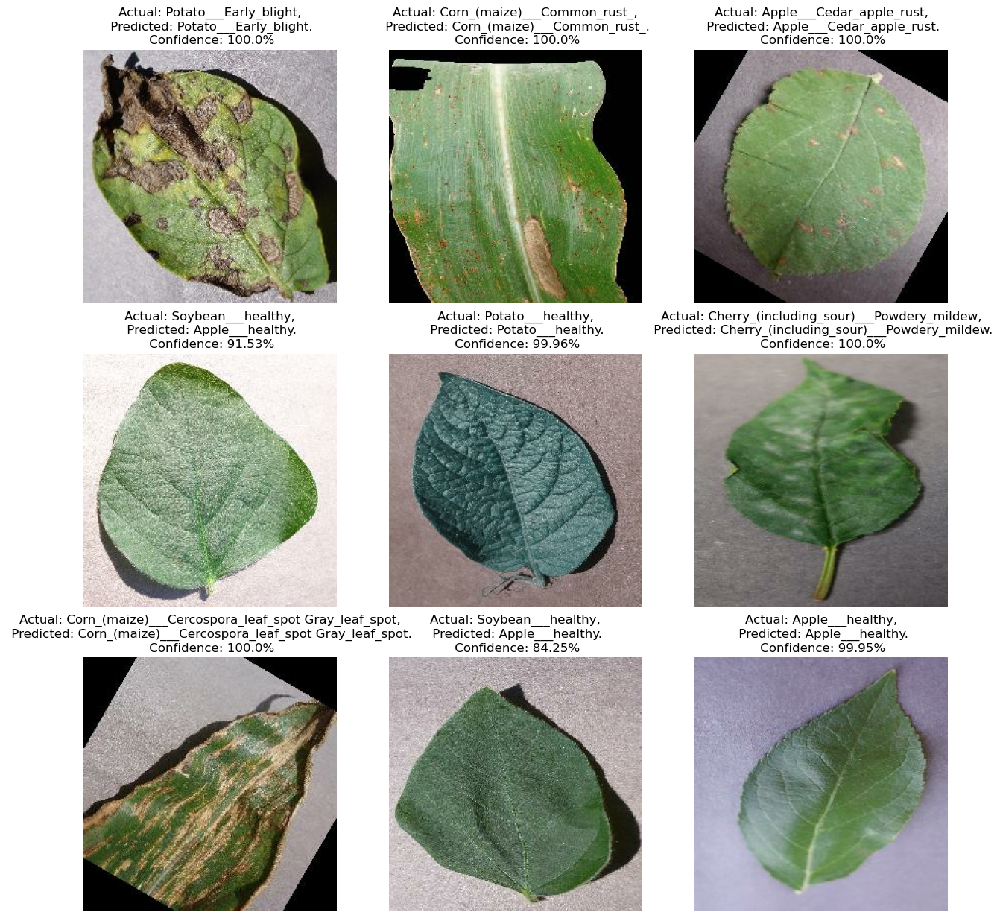 Actual: Potato___Early_blight,
Predicted: Potato___Early_blight.
Confidence: 100.0%
Actual: Corn_(maize)___Common_rust_,
Predicted: Corn_(maize)___Common_rust_.
Confidence: 100.0%
Actual: Apple___Cedar_apple_rust,
Predicted: Apple___Cedar_apple_rust.
Confidence: 100.0%
Actual: Soybean___healthy,
Predicted: Apple___healthy.
Confidence: 91.53%
Actual: Potato___healthy,
Predicted: Potato___healthy.
Confidence: 99.96%
Actual: Cherry_(including_sour)___Powdery_mildew,
Predicted: Cherry_(including_sour)___Powdery_mildew.
Confidence: 100.0%
Actual: Corn_(maize)___Cercospora_leaf_spot Gray_leaf_spot,
Predicted: Corn_(maize)___Cercospora_leaf_spot Gray_leaf_spot.
Confidence: 100.0%
Actual: Soybean___healthy,
Predicted: Apple___healthy.
Confidence: 84.25%
Actual: Apple___healthy,
Predicted: Apple___healthy.
Confidence: 99.95%